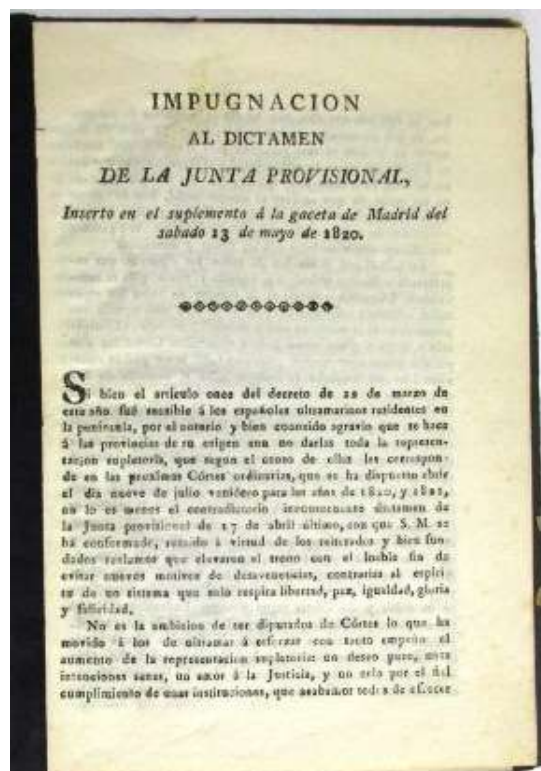 IMPUGNACION
AL DICTAMEN
DE LA JUNTA PROVISIONAL,
Inserto en el suplemento á la gaceta de Madrid del
sabado 13 de mayo de 1820.
Si bien el artículo once del decreto de 22 de marzo de
este año fué sensible á los españoles ultramarinos residentes en
la península, por el notorio y bien conocido agravio que se hace
á las provincias de su origen con no darlas toda la represen-
tacion supletoria, que segun el censo de ellas les correspon-
de en las proximas Córtes ordinarias, que se ha dispuesto abrir
el dia nueve de julio venidero para los años de 1820, y 1821,
no lo es menos el contradictorio dictamen de
la Junta provisional de 17 de abril último, con que S. M. se
ha conformado, á virtud de los reiterados y bien fun-
dados reclamos que elevaron al trono con el loable fin de
evitar nuevos motivos de desavenencias, contrarias al espíri-
tu de un sistema que solo respira libertad, paz, igualdad, gloria
y felicidad.
No es la ambicion de ser diputados de Córtes lo que ha
movido á los de ultramar á esforzar con tanto empeño el
aumento de la representacion supletoria: un deseo puro, unas
intenciones sanas, un amor á la Justicia, y un celo por el fiel
cumplimiento de unas instituciones, que acabamos todos de ofrecer